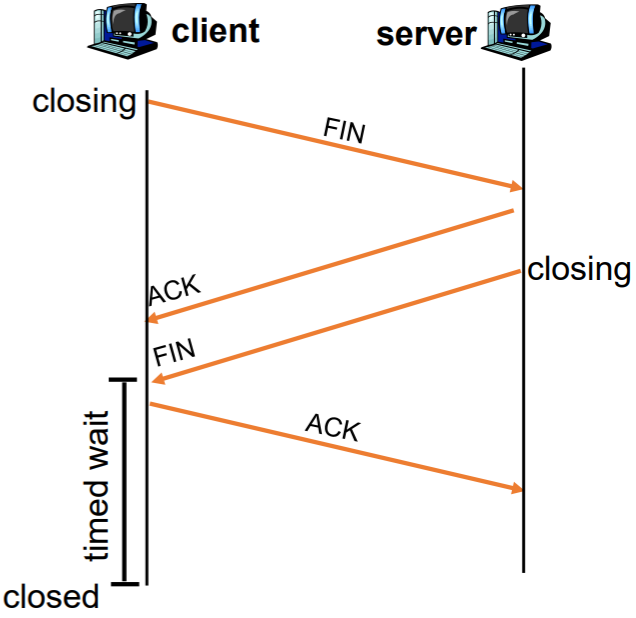 client
server
closing
FIN
closing
ACK
FIN
ACK
timed wait
closed